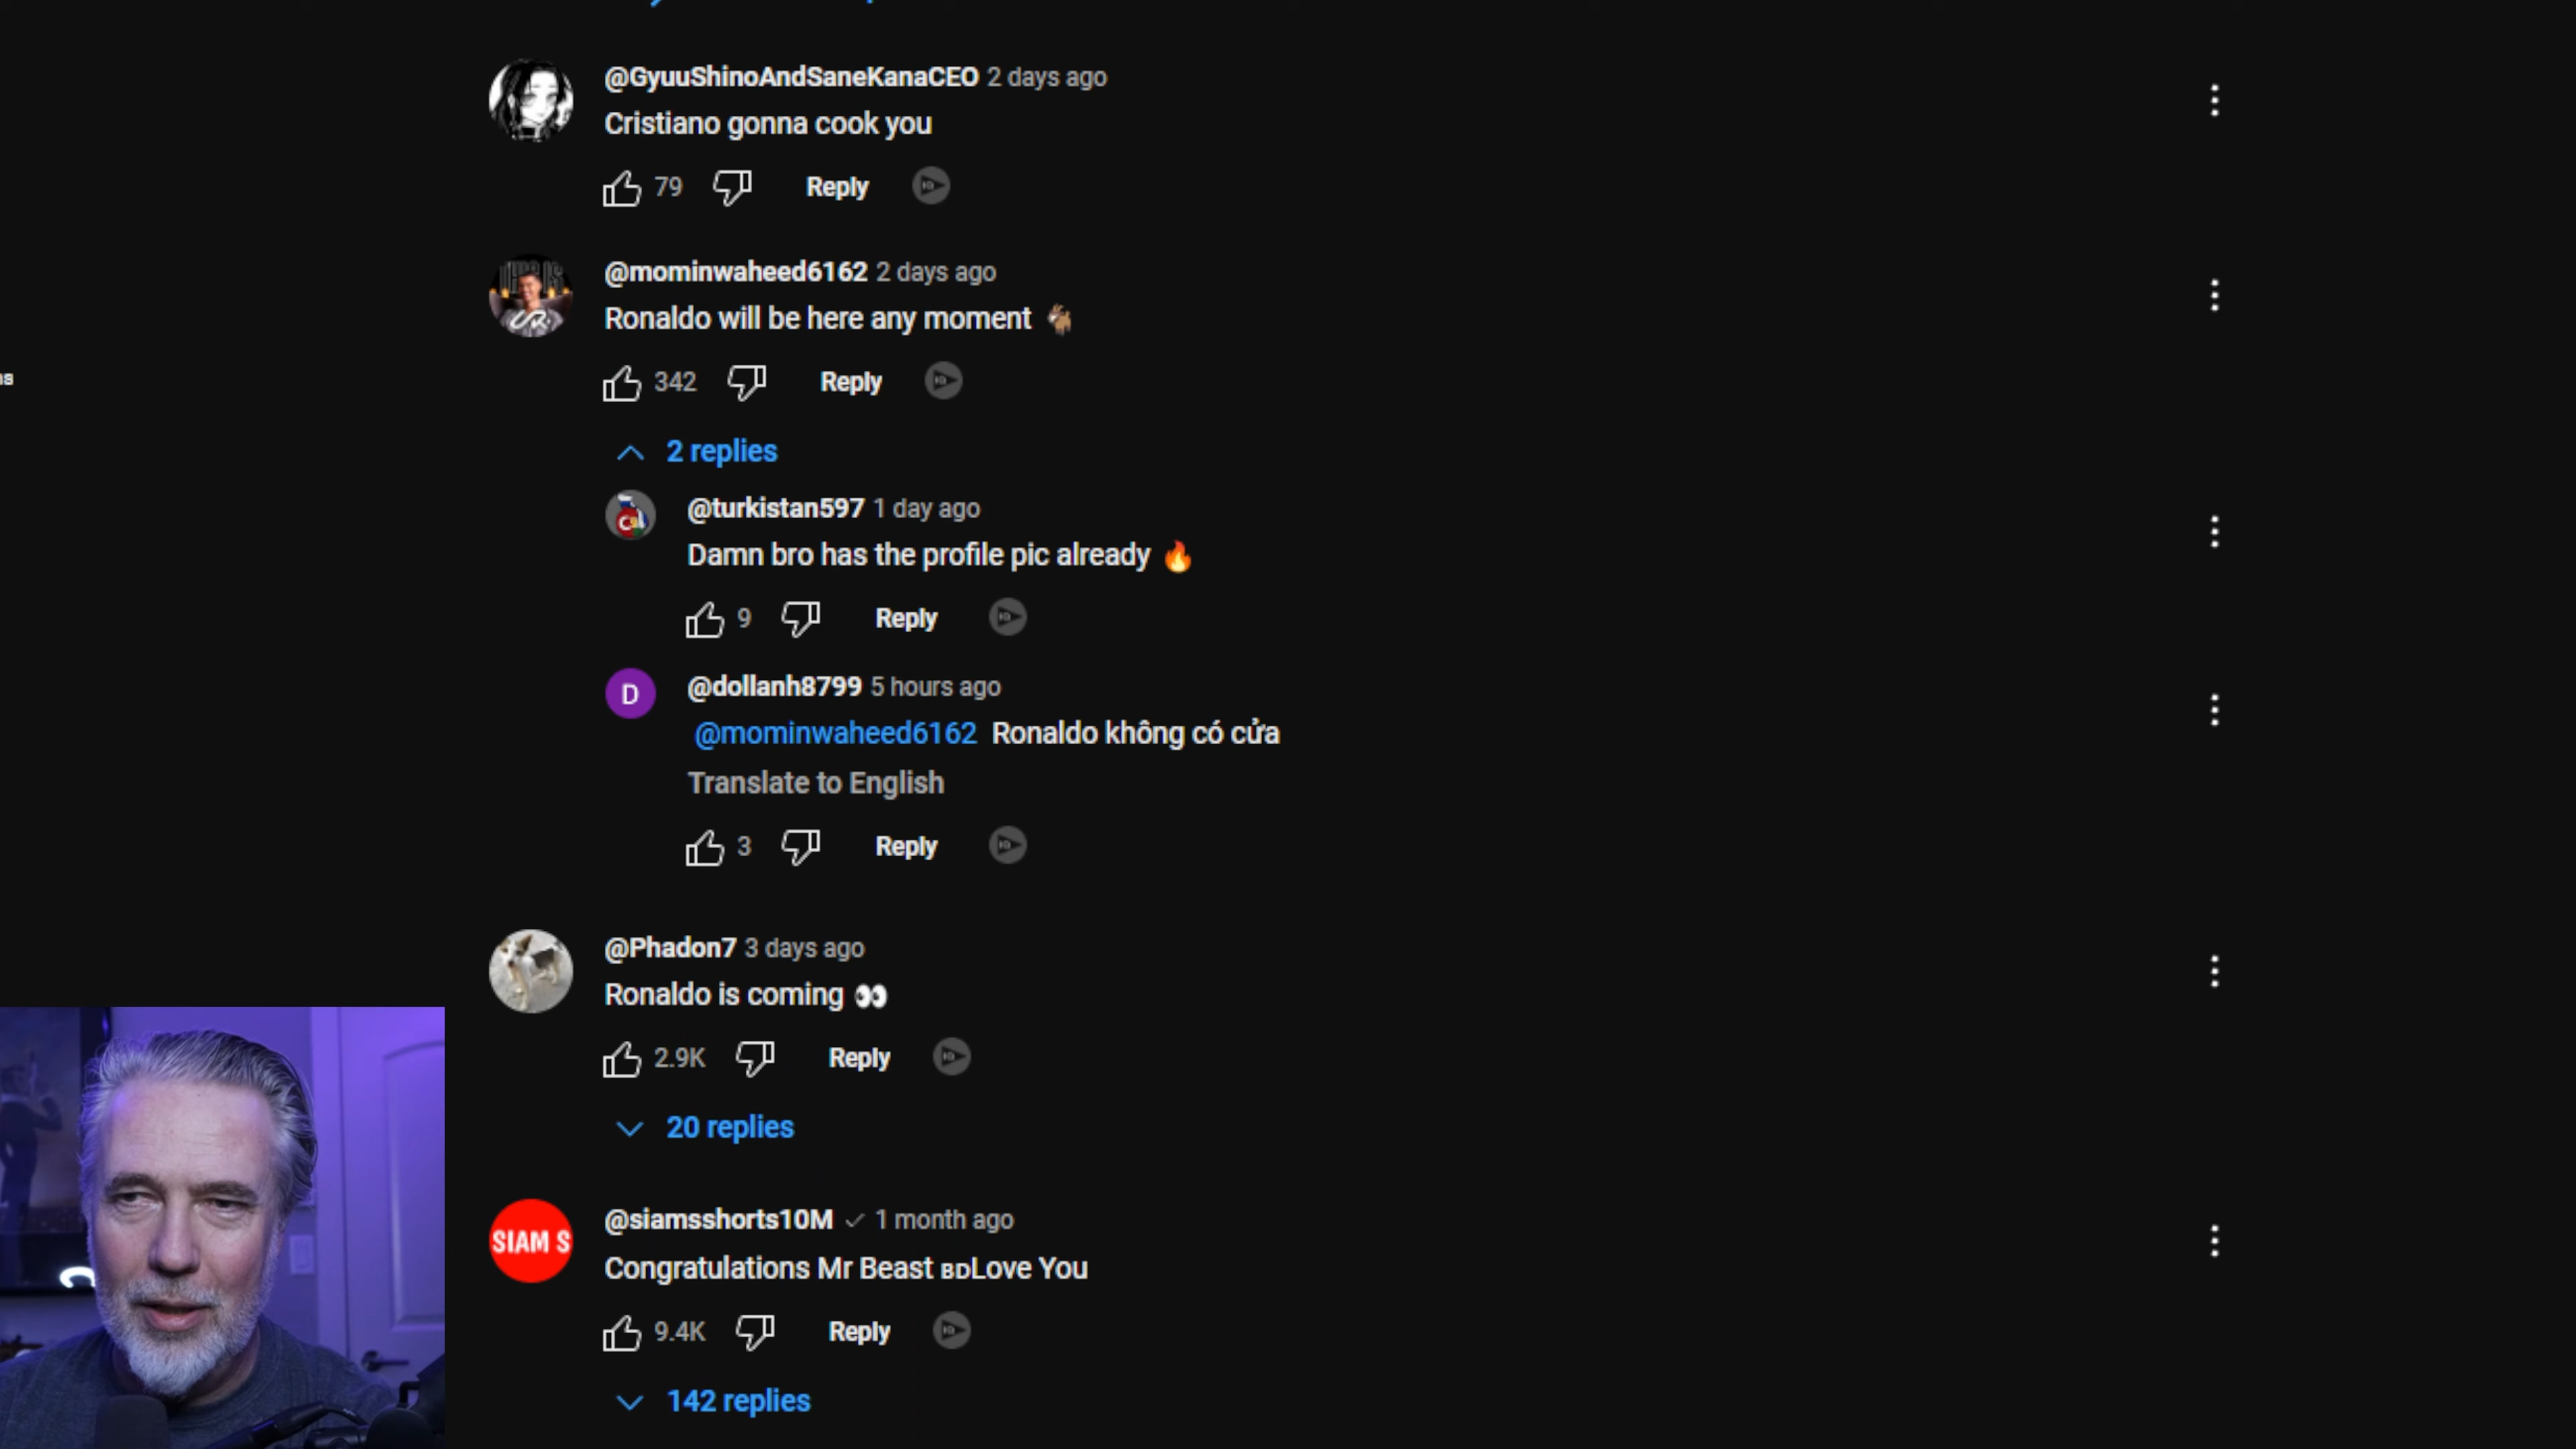 @GyuuShinoAndSaneKanaCEO 2 days ago
Cristiano gonna cook you
79 Reply
@mominwaheed6162 2 days ago
Ronaldo will be here any moment 🐐
342 Reply
2 replies
@turkistan597 1 day ago
Damn bro has the profile pic already 🔥
9 Reply
D
@dollanh8799 5 hours ago
@mominwaheed6162 Ronaldo không có cửa
Translate to English
3 Reply
@Phadon7 3 days ago
Ronaldo is coming 👀
2.9K Reply
20 replies
SIAM S
@siamsshorts10M 1 month ago
Congratulations Mr Beast ʙᴅLove You
9.4K Reply
142 replies